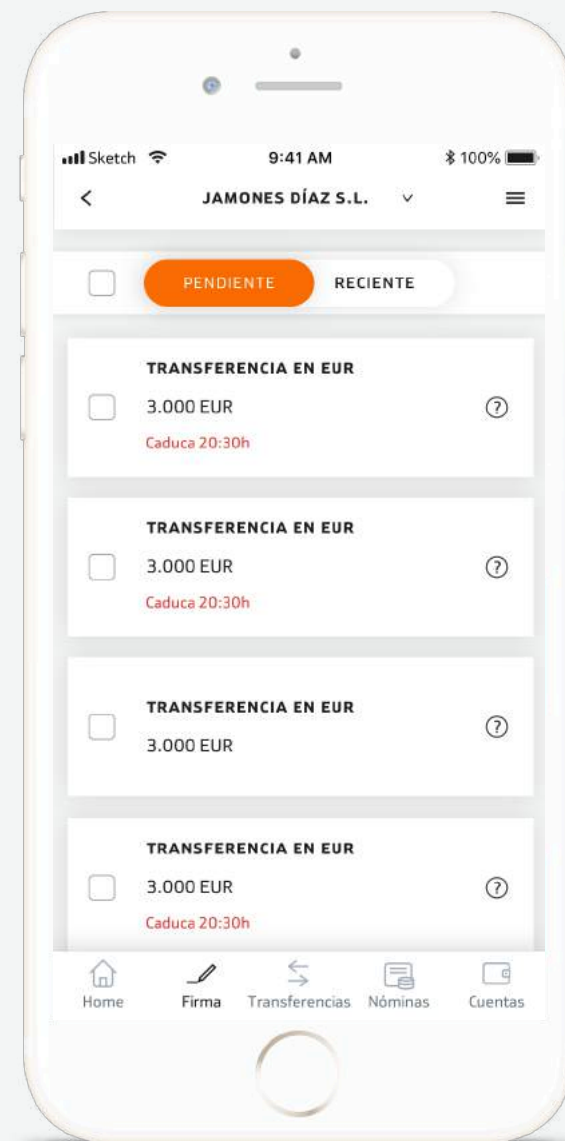 Sketch 9:41 AM 100%
JAMONES DÍAZ S.L.
PENDIENTE RECIENTE
TRANSFERENCIA EN EUR
3.000 EUR
Caduca 20:30h
TRANSFERENCIA EN EUR
3.000 EUR
Caduca 20:30h
TRANSFERENCIA EN EUR
3.000 EUR
TRANSFERENCIA EN EUR
3.000 EUR
Caduca 20:30h
Home Firma Transferencias Nóminas Cuentas